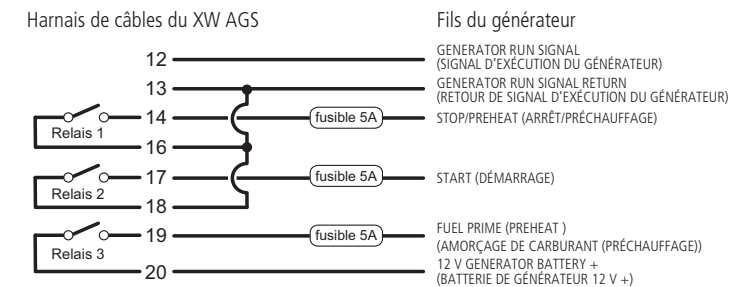 Harnais de câbles du XW AGS Fils du générateur
12 GENERATOR RUN SIGNAL
(SIGNAL D'EXÉCUTION DU GÉNÉRATEUR)
13 GENERATOR RUN SIGNAL RETURN
(RETOUR DE SIGNAL D'EXÉCUTION DU GÉNÉRATEUR)
14 fusible 5A STOP/PREHEAT (ARRÊT/PRÉCHAUFFAGE)
Relais 1
16
17 fusible 5A START (DÉMARRAGE)
Relais 2
18
19 fusible 5A FUEL PRIME (PREHEAT )
(AMORÇAGE DE CARBURANT (PRÉCHAUFFAGE))
Relais 3
20 12 V GENERATOR BATTERY +
(BATTERIE DE GÉNÉRATEUR 12 V +)